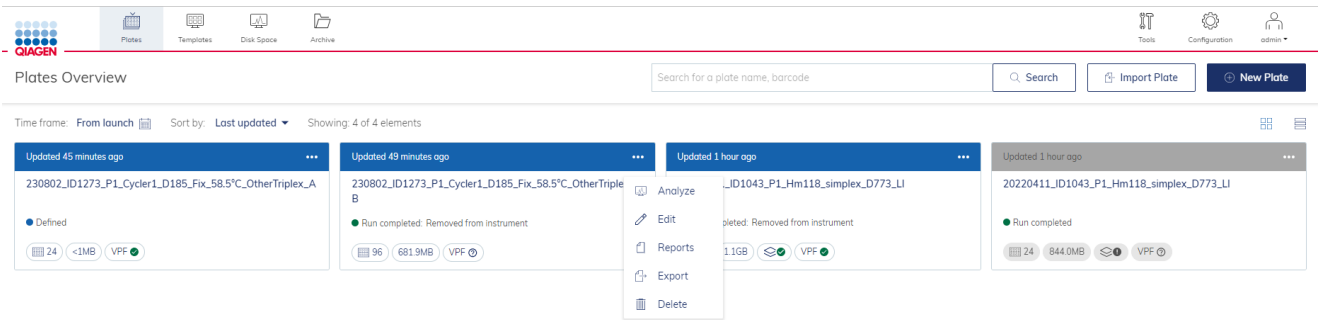 QIAGEN
Plates
Templates
Disk Space
Archive
Tools
Configuration
admin
Plates Overview
Search for a plate name, barcode
Search
Import Plate
New Plate
Time frame: From launch
Sort by: Last updated
Showing: 4 of 4 elements
Updated 45 minutes ago
230802_ID1273_P1_Cycler1_D185_Fix_58.5°C_OtherTriplex_A
Defined
24
<1MB
VPF
Updated 49 minutes ago
230802_ID1273_P1_Cycler1_D185_Fix_58.5°C_OtherTriple
B
Run completed: Removed from instrument
96
681.9MB
VPF
Analyze
Edit
Reports
Export
Delete
Updated 1 hour ago
_ID1043_P1_Hm118_simplex_D773_LI
pleted: Removed from instrument
1.1GB
VPF
Updated 1 hour ago
20220411_ID1043_P1_Hm118_simplex_D773_LI
Run completed
24
844.0MB
VPF